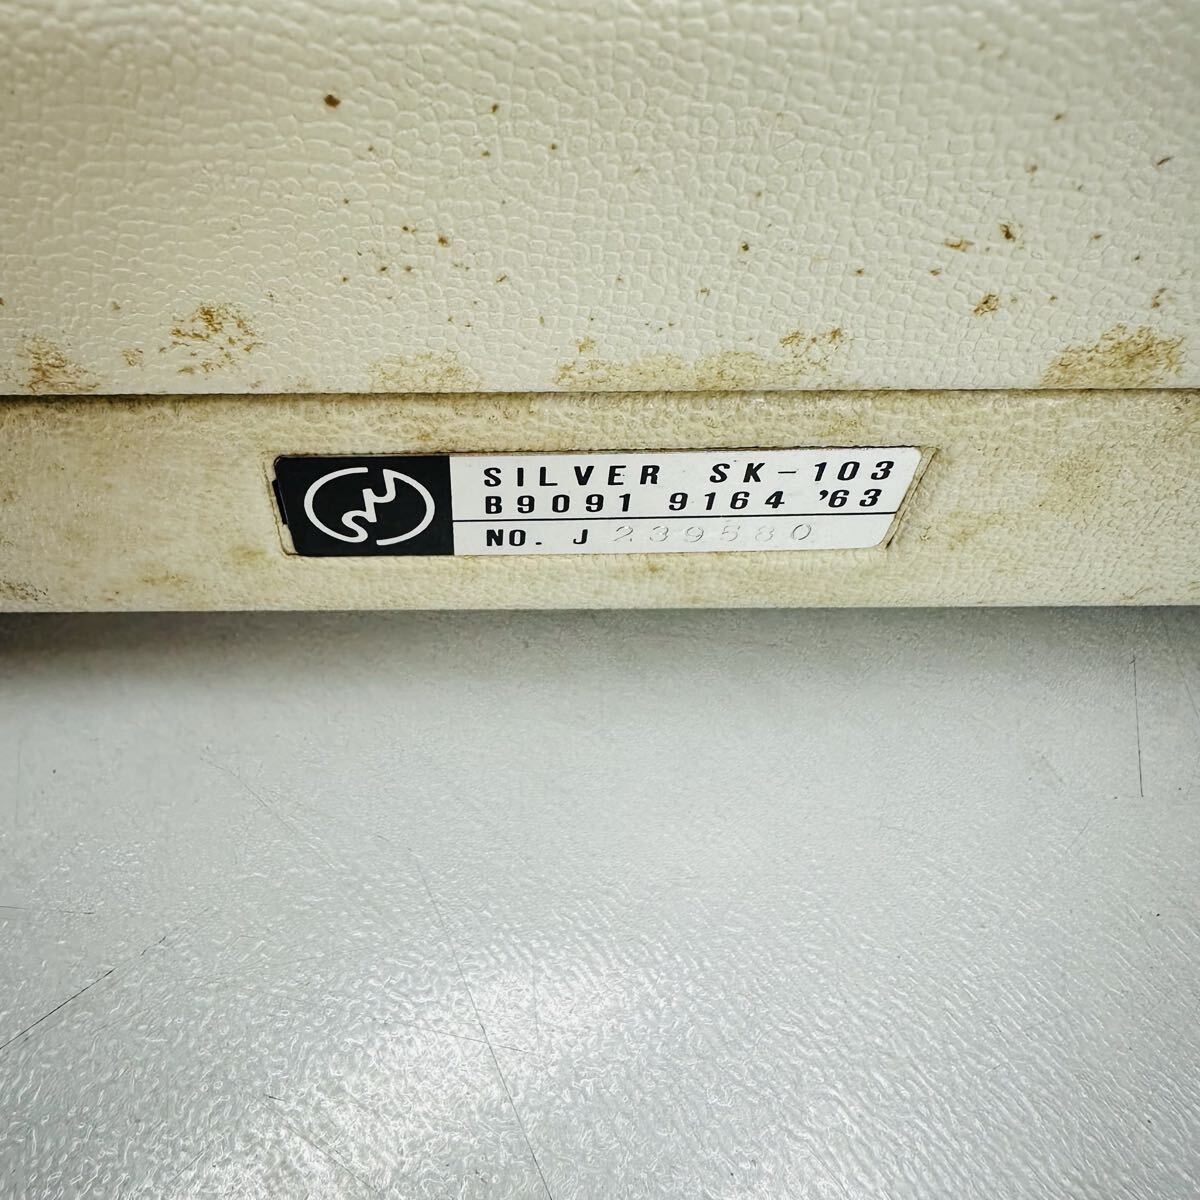 SILVER SK-103
B9091 9164 '63
NO. J 239580